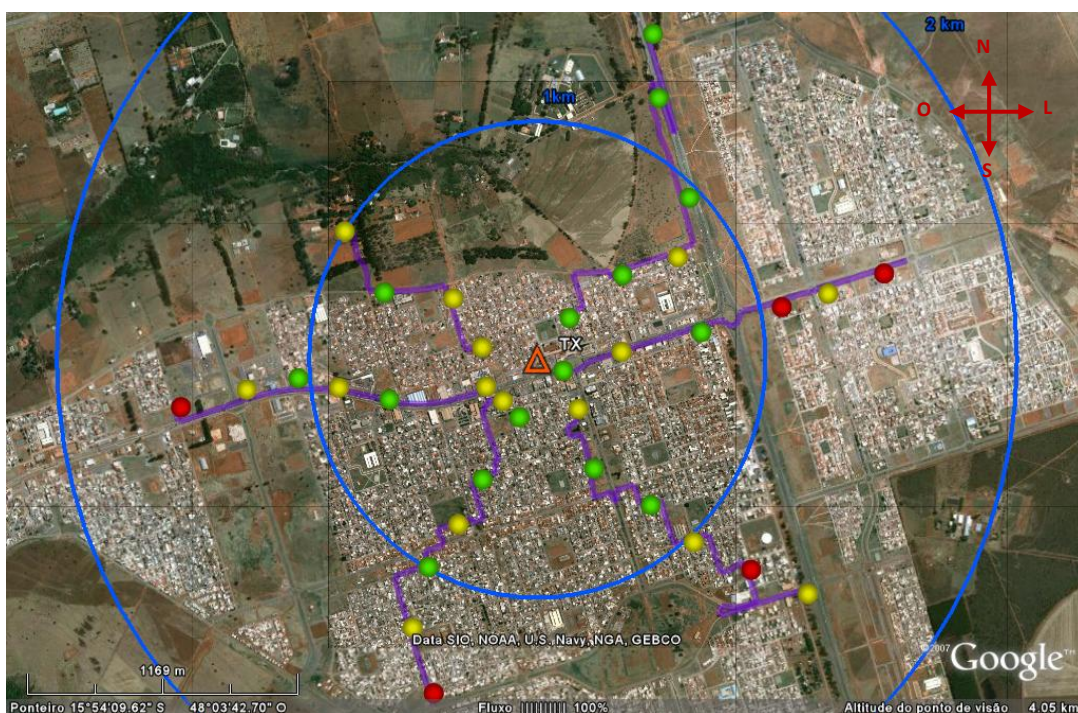 2 km
N
1km
O
L
S
TX
Data SIO, NOAA, U.S. Navy, NGA, GEBCO
©2007 Google™
1169 m
Ponteiro 15°54'09.62" S 48°03'42.70" O Fluxo 100% Altitude do ponto de visão 4.05 km